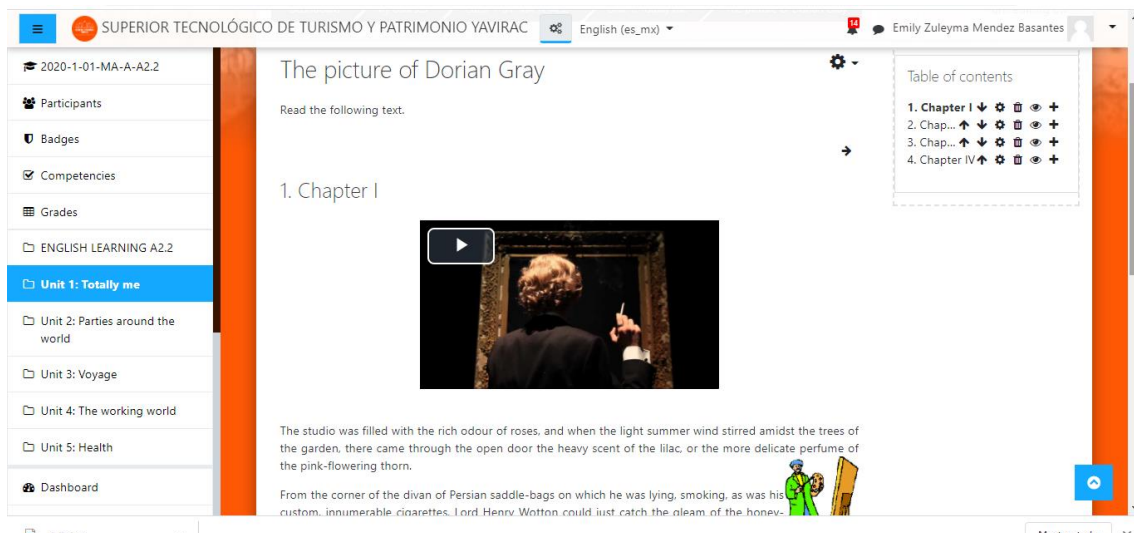 SUPERIOR TECNOLÓGICO DE TURISMO Y PATRIMONIO YAVIRAC
English (es_mx)
14
Emily Zuleyma Mendez Basantes
2020-1-01-MA-A-A2.2
Participants
Badges
Competencies
Grades
ENGLISH LEARNING A2.2
Unit 1: Totally me
Unit 2: Parties around the
world
Unit 3: Voyage
Unit 4: The working world
Unit 5: Health
Dashboard
The picture of Dorian Gray
Read the following text.
1. Chapter I
The studio was filled with the rich odour of roses, and when the light summer wind stirred amidst the trees of
the garden, there came through the open door the heavy scent of the lilac, or the more delicate perfume of
the pink-flowering thorn.
From the corner of the divan of Persian saddle-bags on which he was lying, smoking, as was his
custom, innumerable cigarettes, Lord Henry Wotton could just catch the gleam of the honey-
Table of contents
1. Chapter I
2. Chap...
3. Chap...
4. Chapter IV